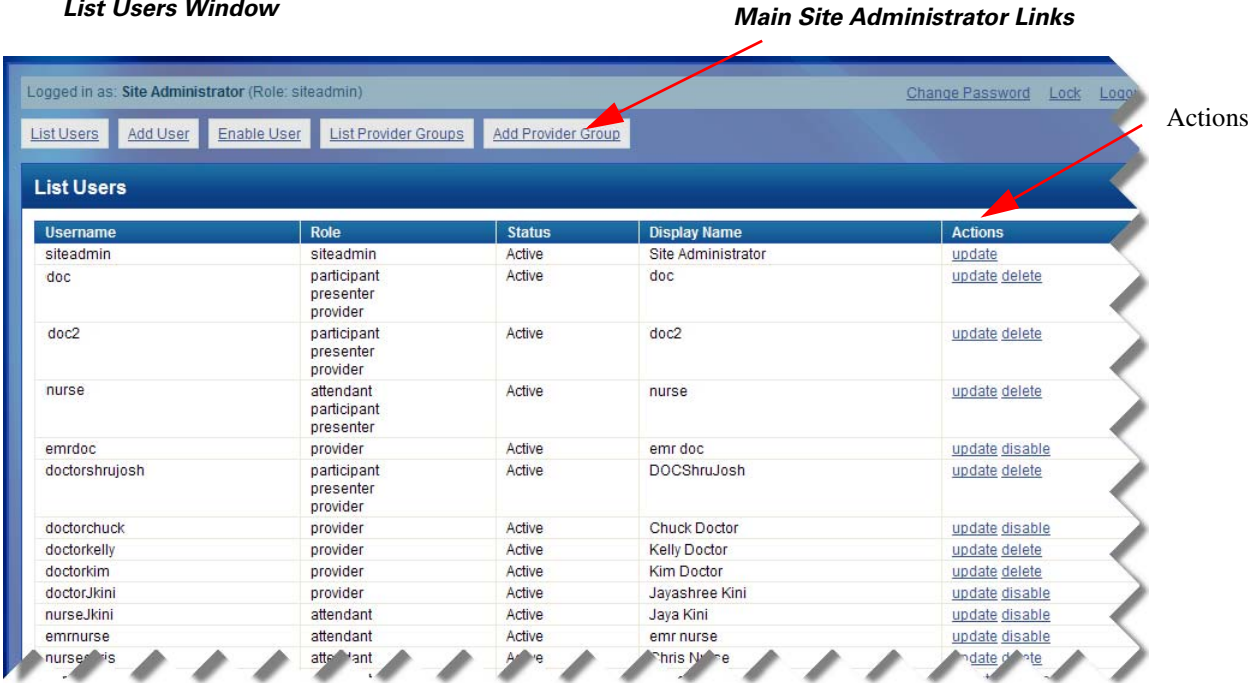 List Users Window
Main Site Administrator Links
Logged in as: Site Administrator (Role: siteadmin)
Change Password Lock
Actions
List Users Add User Enable User List Provider Groups Add Provider Group
List Users
Username Role Status Display Name Actions
siteadmin siteadmin Active Site Administrator update
doc participant Active doc update delete
presenter
provider
doc2 participant Active doc2 update delete
presenter
provider
nurse attendant Active nurse update delete
participant
presenter
emrdoc provider Active emr doc update disable
doctorshrujosh participant Active DOCShruJosh update delete
presenter
provider
doctorchuck provider Active Chuck Doctor update disable
doctorkelly provider Active Kelly Doctor update delete
doctorkim provider Active Kim Doctor update delete
doctorJkini provider Active Jayashree Kini update disable
nurseJkini attendant Active Jaya Kini update disable
emrnurse attendant Active emr nurse update disable